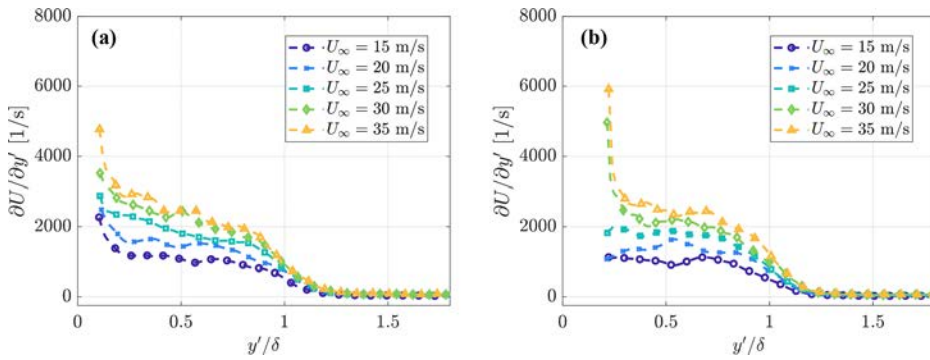 (a)
U∞ = 15 m/s
U∞ = 20 m/s
U∞ = 25 m/s
U∞ = 30 m/s
U∞ = 35 m/s
8000
6000
4000
2000
0
∂U/∂y′ [1/s]
0
0.5
1
1.5
y′/δ
(b)
U∞ = 15 m/s
U∞ = 20 m/s
U∞ = 25 m/s
U∞ = 30 m/s
U∞ = 35 m/s
8000
6000
4000
2000
0
∂U/∂y′ [1/s]
0
0.5
1
1.5
y′/δ